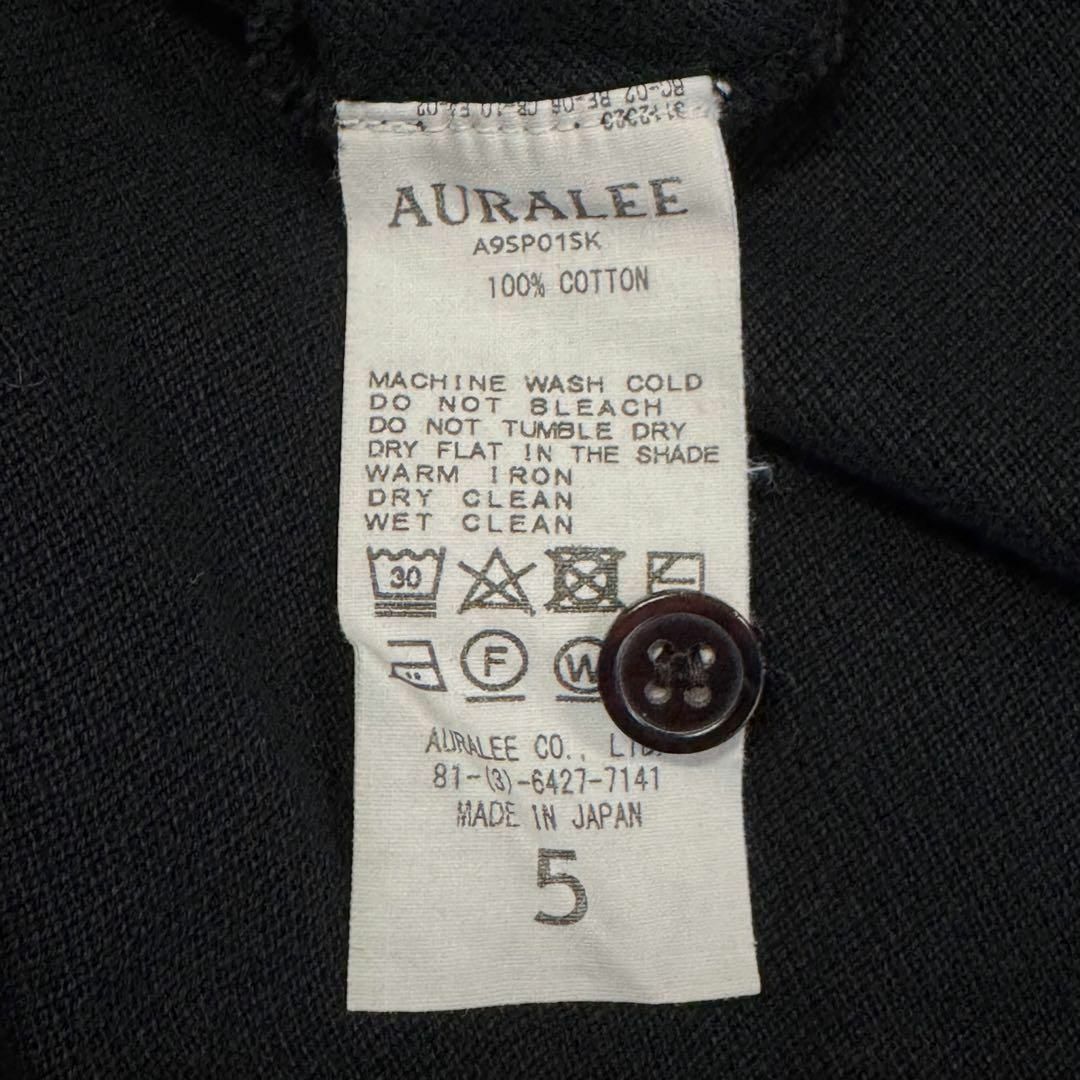 AURALEE
A9SP01SK
100% COTTON
MACHINE WASH COLD
DO NOT BLEACH
DO NOT TUMBLE DRY
DRY FLAT IN THE SHADE
WARM IRON
DRY CLEAN
WET CLEAN
30
F W
AURALEE CO.,
81-(3)-6427-7141
MADE IN JAPAN
5